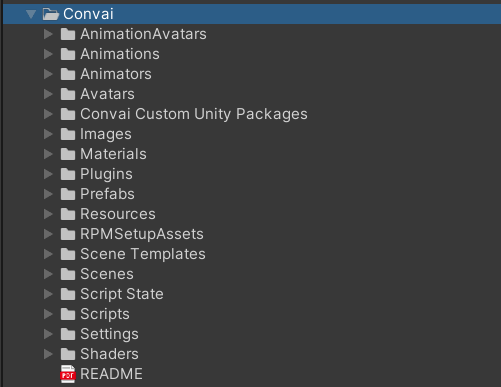 Convai
AnimationAvatars
Animations
Animators
Avatars
Convai Custom Unity Packages
Images
Materials
Plugins
Prefabs
Resources
RPMSetupAssets
Scene Templates
Scenes
Script State
Scripts
Settings
Shaders
PDF README